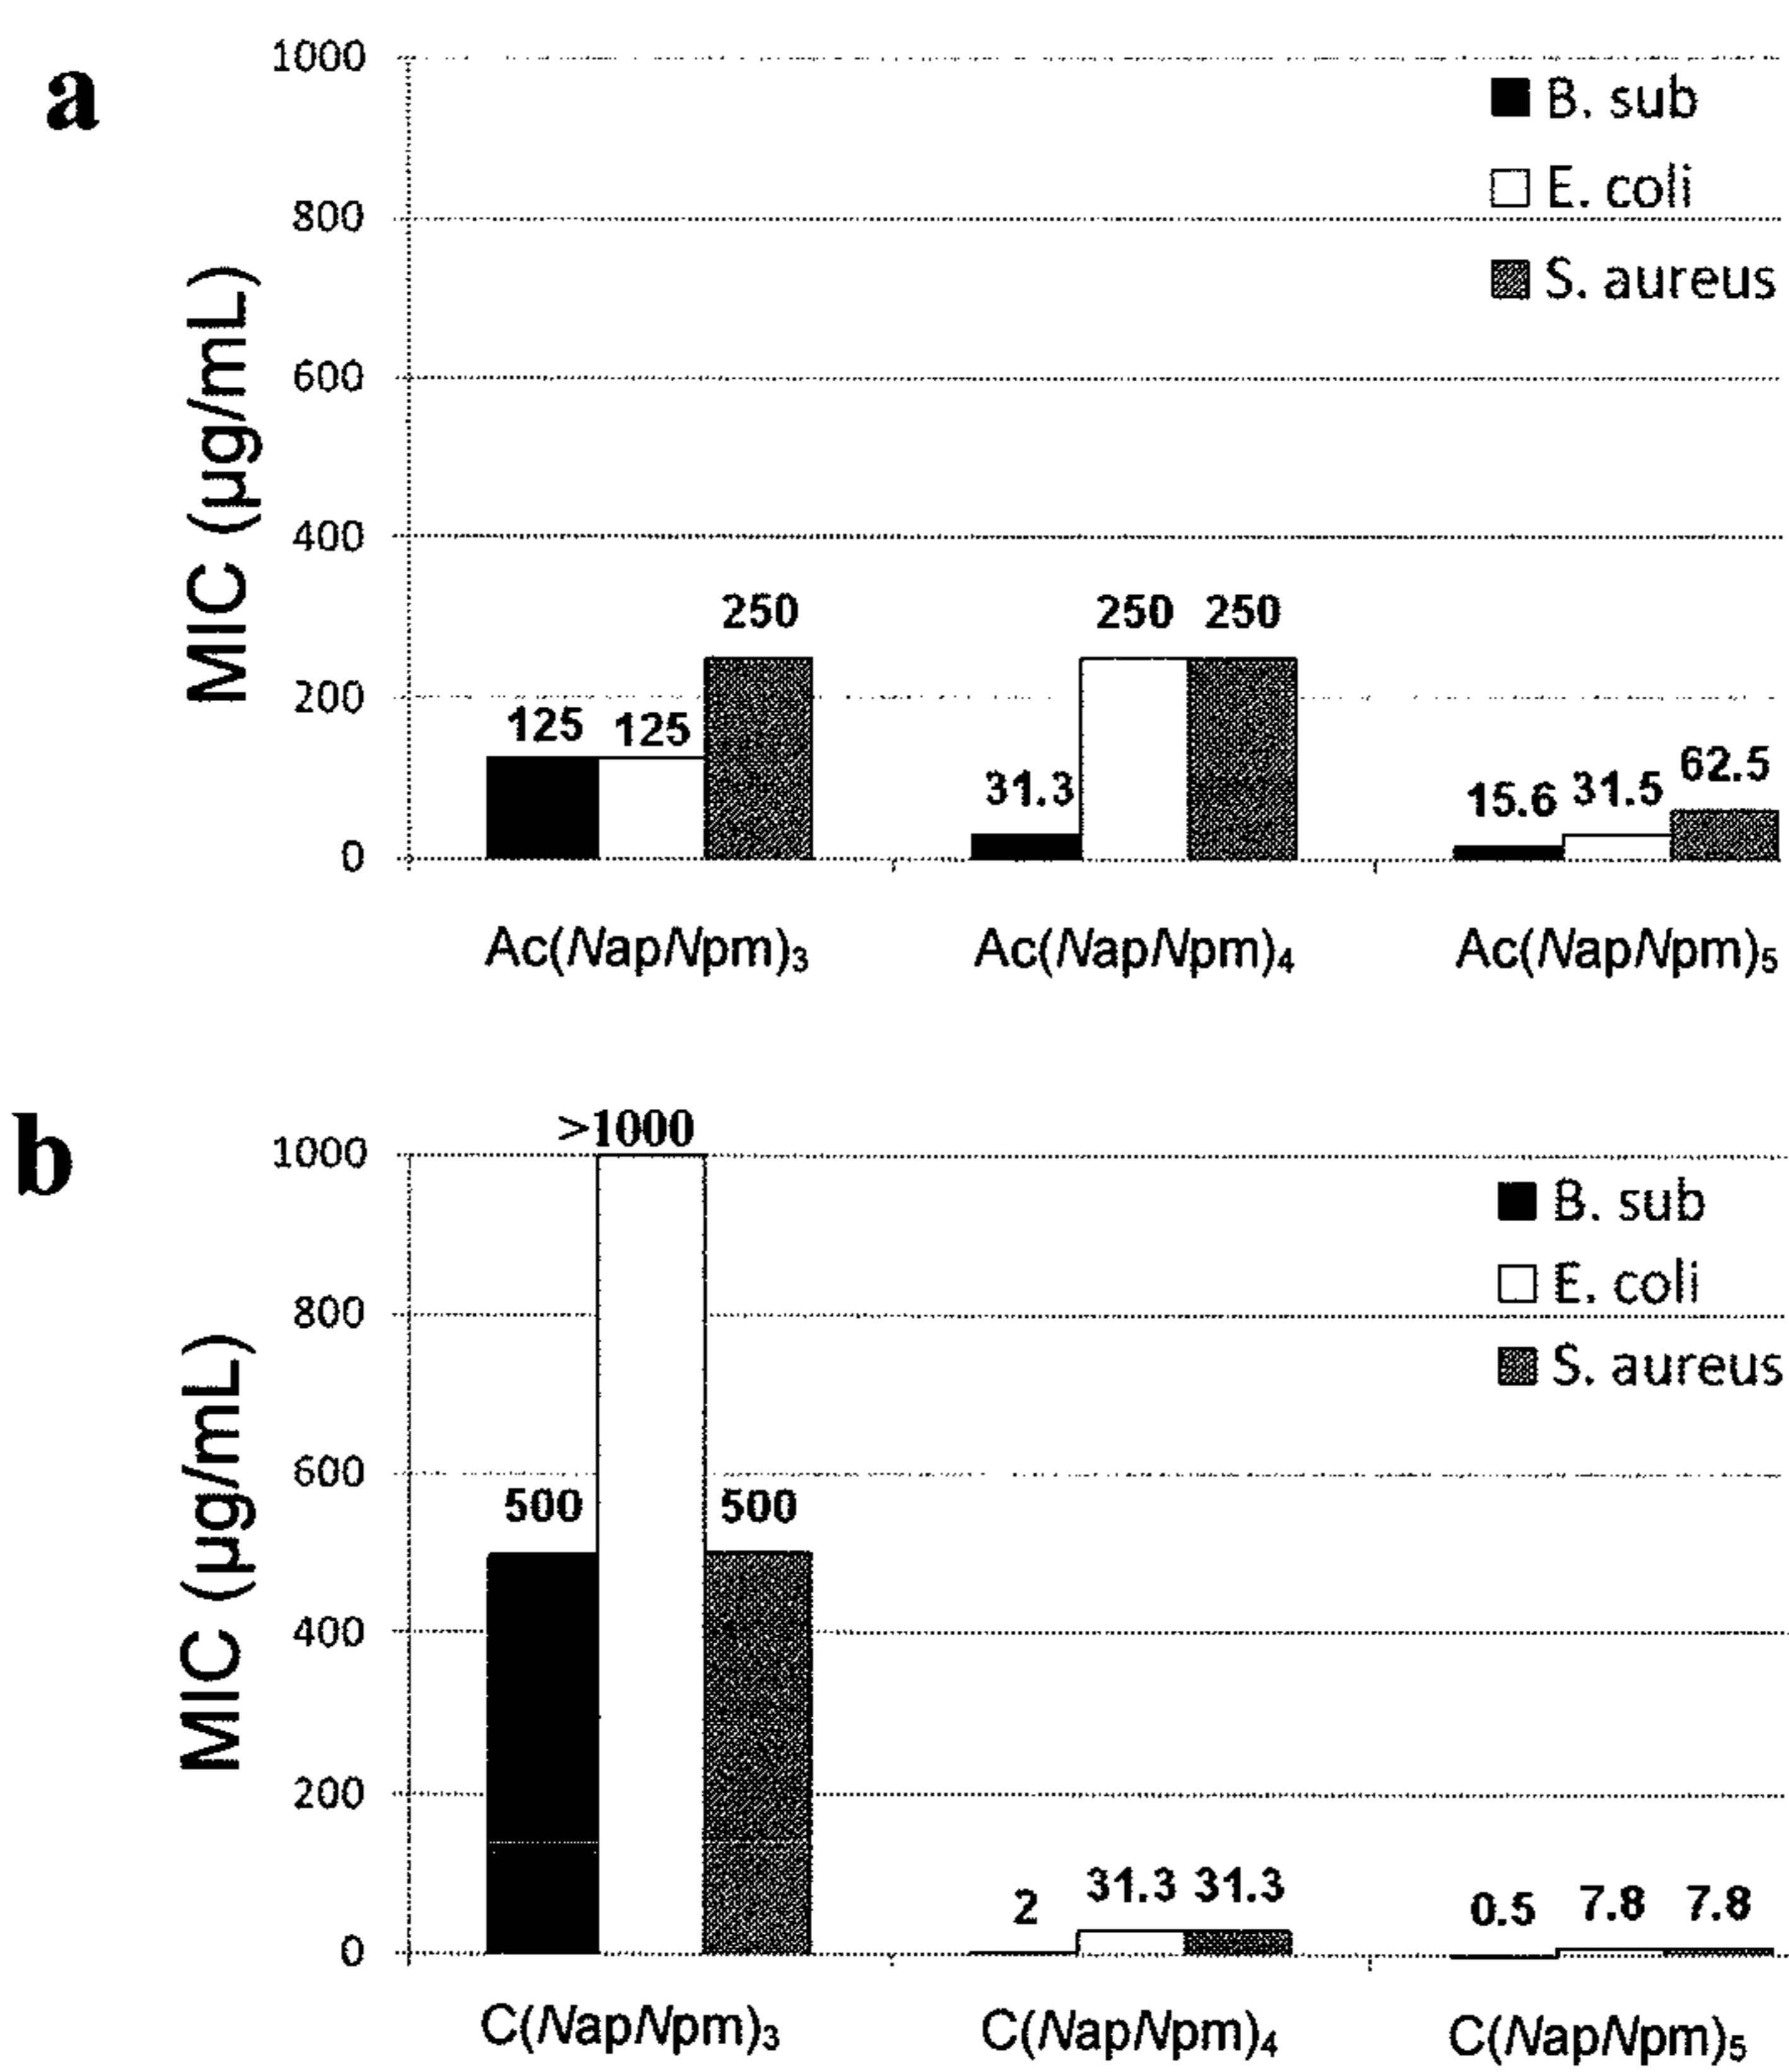 a
1000
800
600
400
200
0
MIC (µg/mL)
B. sub
E. coli
S. aureus
125 125 250
31.3 250 250
15.6 31.5 62.5
Ac(NapNpm)₃ Ac(NapNpm)₄ Ac(NapNpm)₅
b
1000
800
600
400
200
0
MIC (µg/mL)
B. sub
E. coli
S. aureus
500 >1000 500
2 31.3 31.3
0.5 7.8 7.8
C(NapNpm)₃ C(NapNpm)₄ C(NapNpm)₅